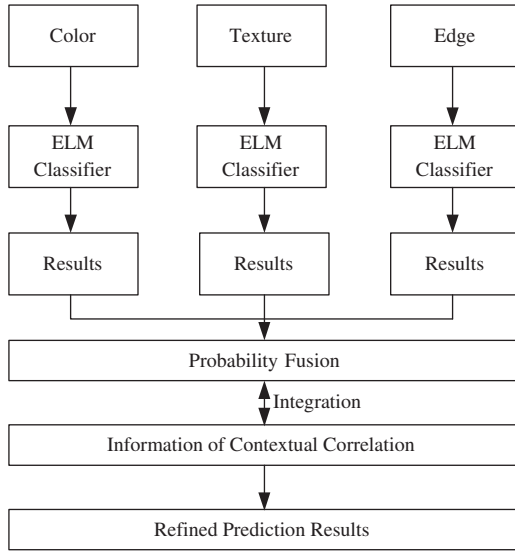 Color
Texture
Edge
ELM
Classifier
ELM
Classifier
ELM
Classifier
Results
Results
Results
Probability Fusion
Integration
Information of Contextual Correlation
Refined Prediction Results